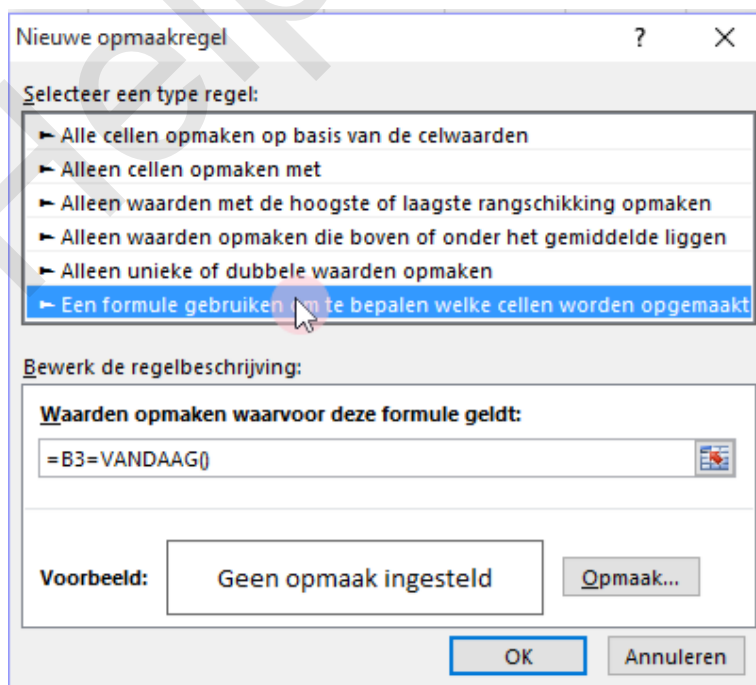 Help
Nieuwe opmaakregel ? ×
Selecteer een type regel:
► Alle cellen opmaken op basis van de celwaarden
► Alleen cellen opmaken met
► Alleen waarden met de hoogste of laagste rangschikking opmaken
► Alleen waarden opmaken die boven of onder het gemiddelde liggen
► Alleen unieke of dubbele waarden opmaken
► Een formule gebruiken om te bepalen welke cellen worden opgemaakt
Bewerk de regelbeschrijving:
Waarden opmaken waarvoor deze formule geldt:
=B3=VANDAAG()
Voorbeeld: Geen opmaak ingesteld Opmaak...
OK Annuleren